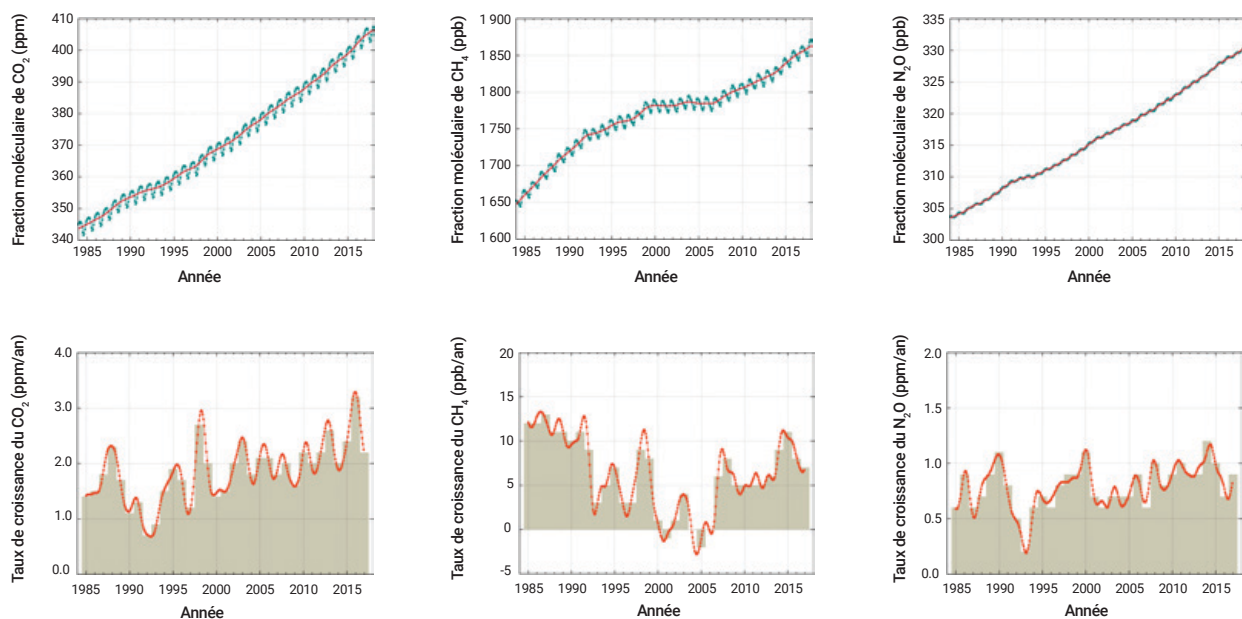 Fraction moléculaire de CO₂ (ppm)
410
400
390
380
370
360
350
340
1985 1990 1995 2000 2005 2010 2015
Année
Fraction moléculaire de CH₄ (ppb)
1 900
1 850
1 800
1 750
1 700
1 650
1 600
1985 1990 1995 2000 2005 2010 2015
Année
Fraction moléculaire de N₂O (ppb)
335
330
325
320
315
310
305
300
1985 1990 1995 2000 2005 2010 2015
Année
Taux de croissance du CO₂ (ppm/an)
4.0
3.0
2.0
1.0
0.0
1985 1990 1995 2000 2005 2010 2015
Année
Taux de croissance du CH₄ (ppb/an)
20
15
10
5
0
-5
1985 1990 1995 2000 2005 2010 2015
Année
Taux de croissance du N₂O (ppm/an)
2.0
1.5
1.0
0.5
0.0
1985 1990 1995 2000 2005 2010 2015
Année